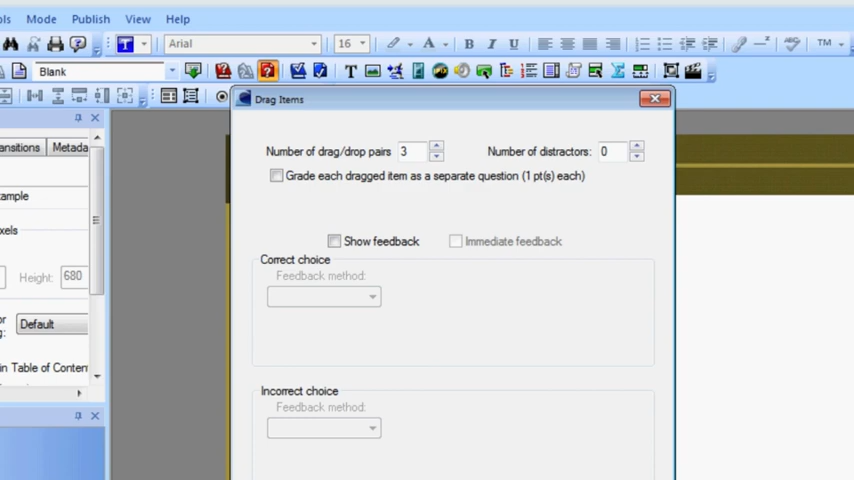 ols Mode Publish View Help
T Arial 16 A B I U TM
Blank T
Drag Items
ansitions Metada
Number of drag/drop pairs 3 Number of distractors: 0
Grade each dragged item as a separate question (1 pt(s) each)
ample
xels
Show feedback Immediate feedback
Correct choice
Height: 680 Feedback method:
or
g: Default
in Table of Conten
Incorrect choice
Feedback method: